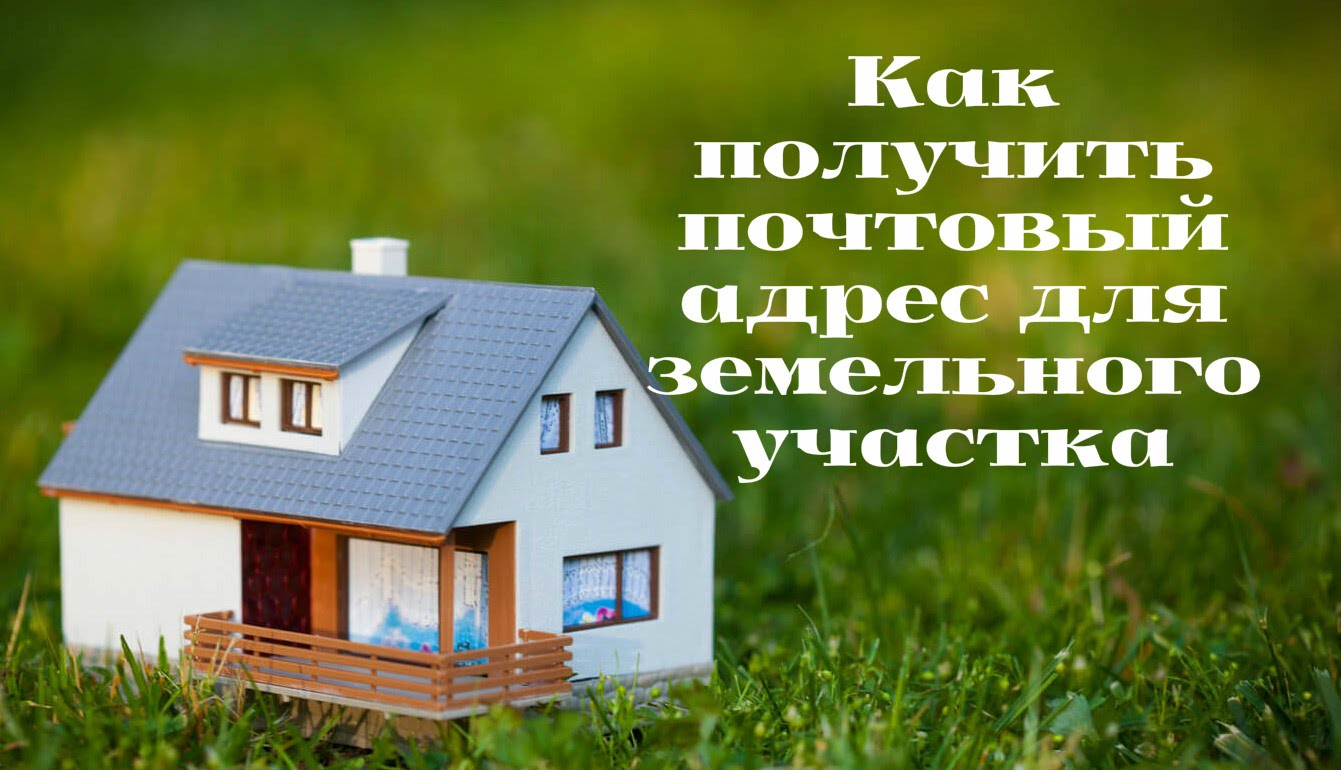 Как
получить
почтовый
адрес для
земельного
участка